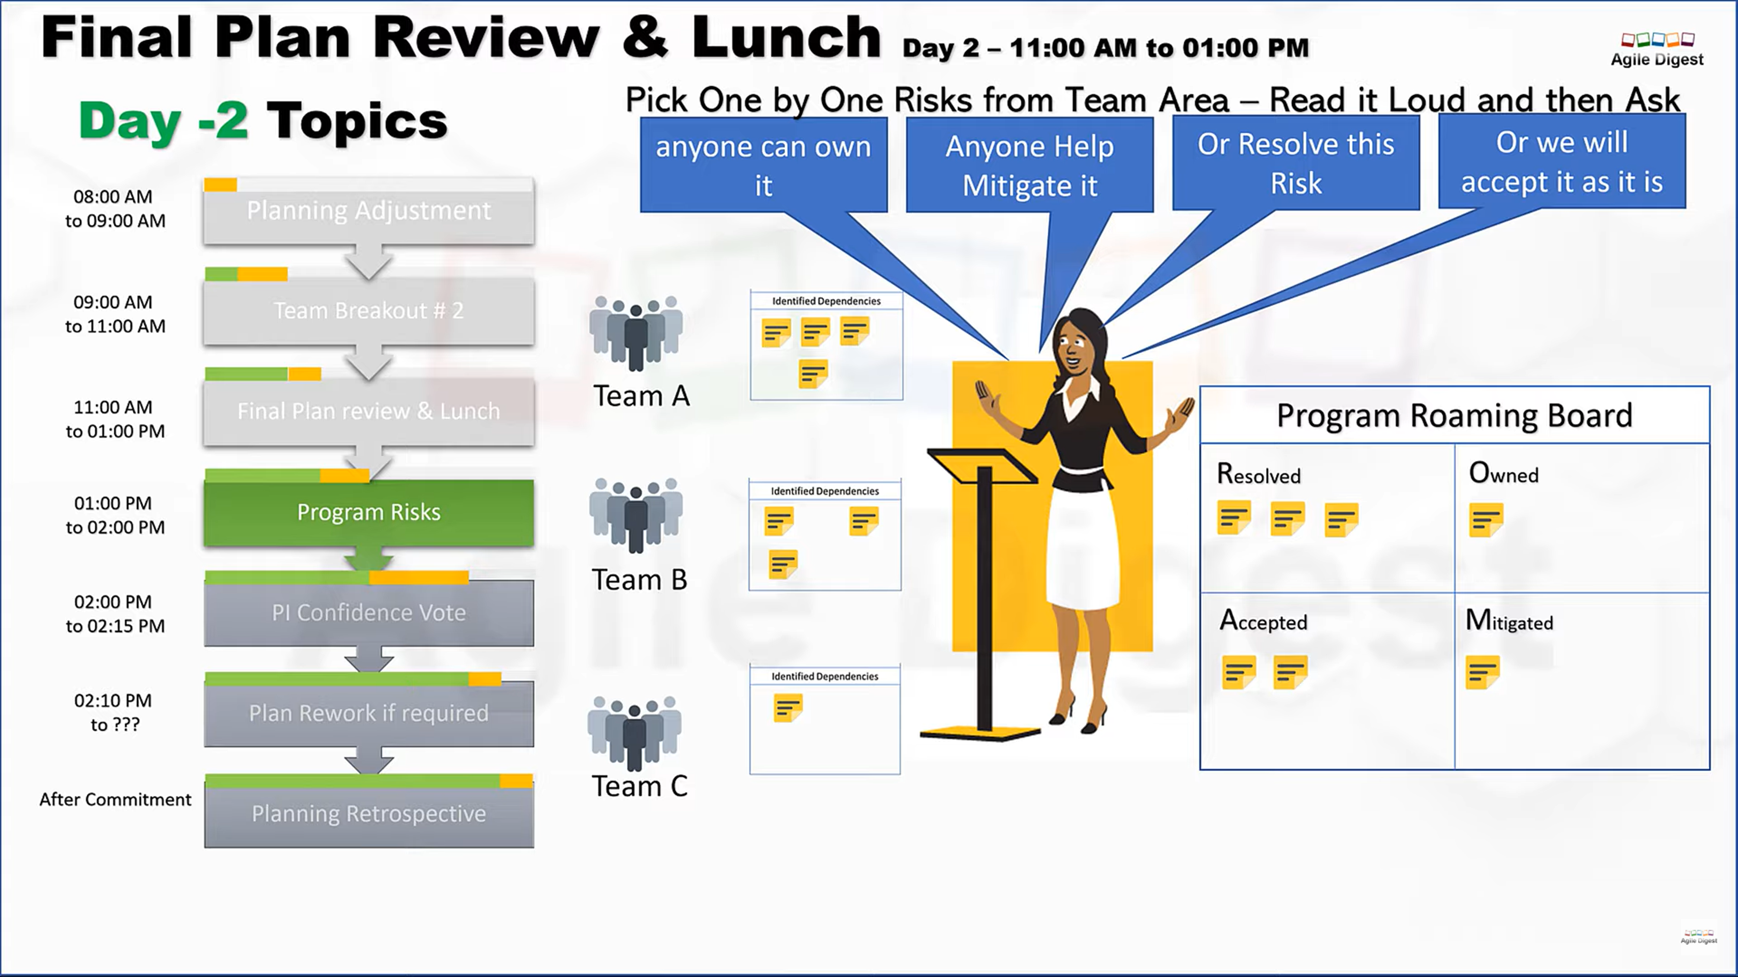 Final Plan Review & Lunch Day 2 – 11:00 AM to 01:00 PM
Agile Digest
Day -2 Topics
Pick One by One Risks from Team Area – Read it Loud and then Ask
anyone can own
it
Anyone Help
Mitigate it
Or Resolve this
Risk
Or we will
accept it as it is
08:00 AM
to 09:00 AM
Planning Adjustment
09:00 AM
to 11:00 AM
Team Breakout # 2
11:00 AM
to 01:00 PM
Final Plan review & Lunch
01:00 PM
to 02:00 PM
Program Risks
02:00 PM
to 02:15 PM
PI Confidence Vote
02:10 PM
to ???
Plan Rework if required
After Commitment
Planning Retrospective
Team A
Identified Dependencies
Team B
Identified Dependencies
Team C
Identified Dependencies
Program Roaming Board
Resolved
Owned
Accepted
Mitigated
Agile Digest
Agile Digest